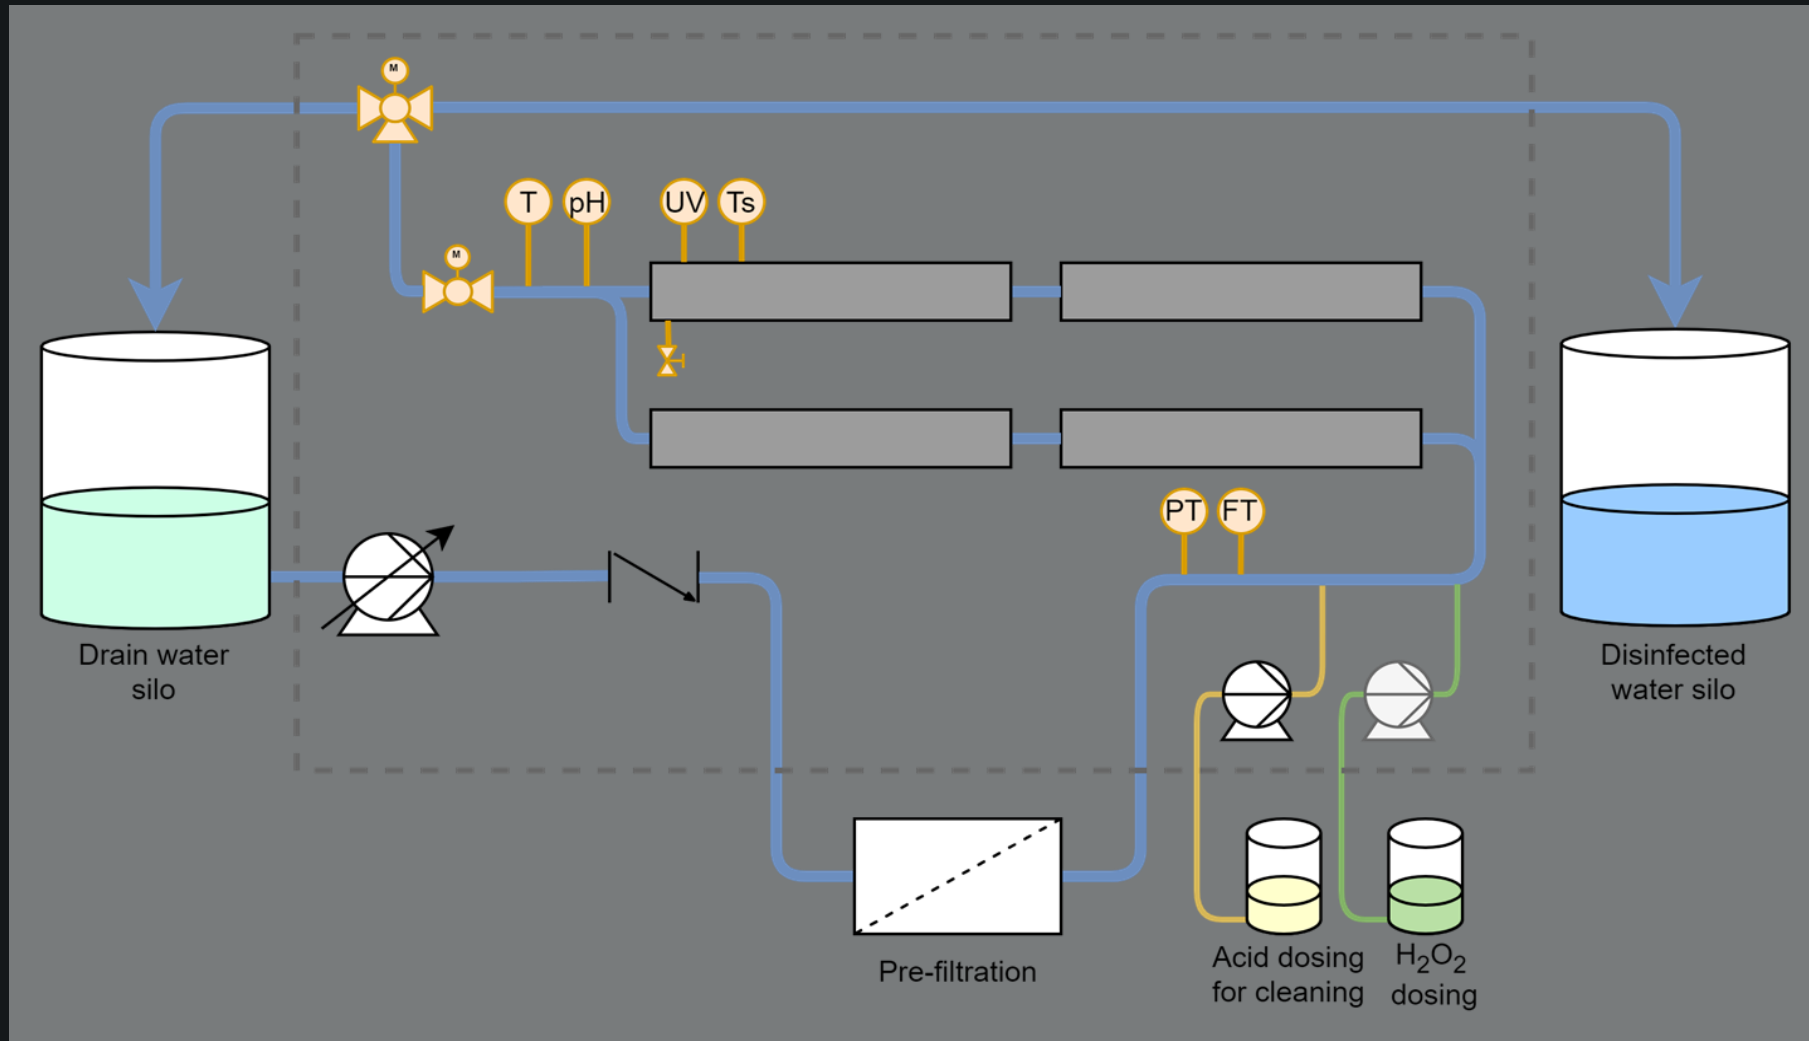 M
T
pH
UV
Ts
M
PT
FT
Drain water
silo
Disinfected
water silo
Pre-filtration
Acid dosing
for cleaning
H₂O₂
dosing